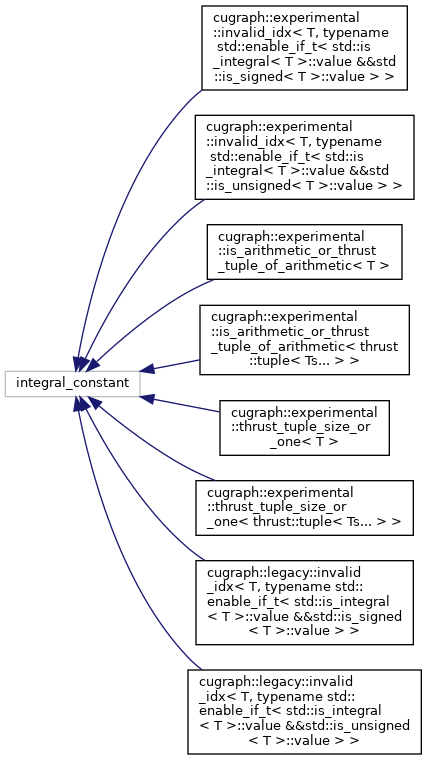 cugraph::experimental
::invalid_idx< T, typename
std::enable_if_t< std::is
_integral< T >::value &&std
::is_signed< T >::value > >
cugraph::experimental
::invalid_idx< T, typename
std::enable_if_t< std::is
_integral< T >::value &&std
::is_unsigned< T >::value > >
cugraph::experimental
::is_arithmetic_or_thrust
_tuple_of_arithmetic< T >
cugraph::experimental
::is_arithmetic_or_thrust
_tuple_of_arithmetic< thrust
::tuple< Ts... > >
integral_constant
cugraph::experimental
::thrust_tuple_size_or
_one< T >
cugraph::experimental
::thrust_tuple_size_or
_one< thrust::tuple< Ts... > >
cugraph::legacy::invalid
_idx< T, typename std::
enable_if_t< std::is_integral
< T >::value &&std::is_signed
< T >::value > >
cugraph::legacy::invalid
_idx< T, typename std::
enable_if_t< std::is_integral
< T >::value &&std::is_unsigned
< T >::value > >